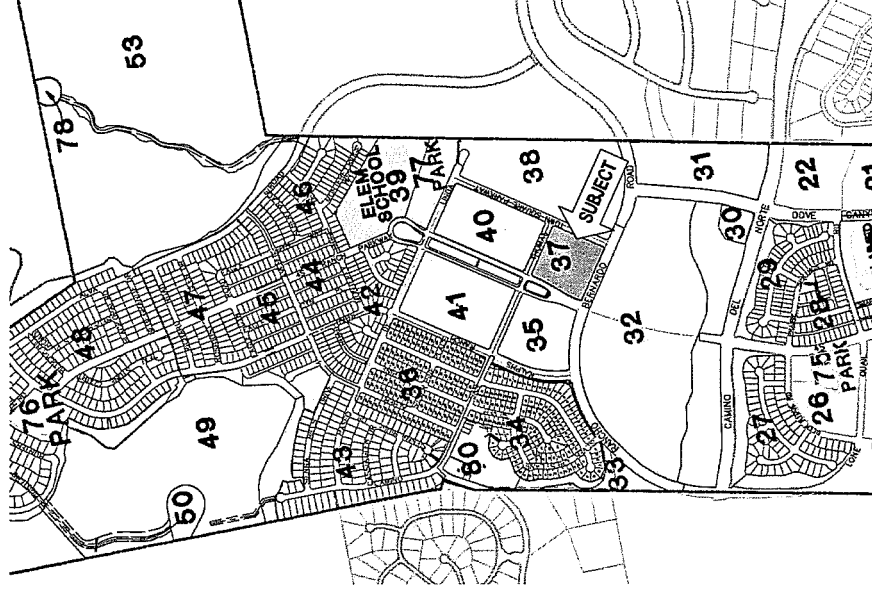 53
78
ELEM
SCHOOL
39
77
PARK
46
38
SUBJECT
31
ROAD
22
21
40
37
BERNARDO
30
NORTE
DOVE
CANYON
29
28
DEL
44
47
45
42
41
35
32
48
36
34
76
PARK
49
43
80
33
CAMINO
27
26
75
PARK
50